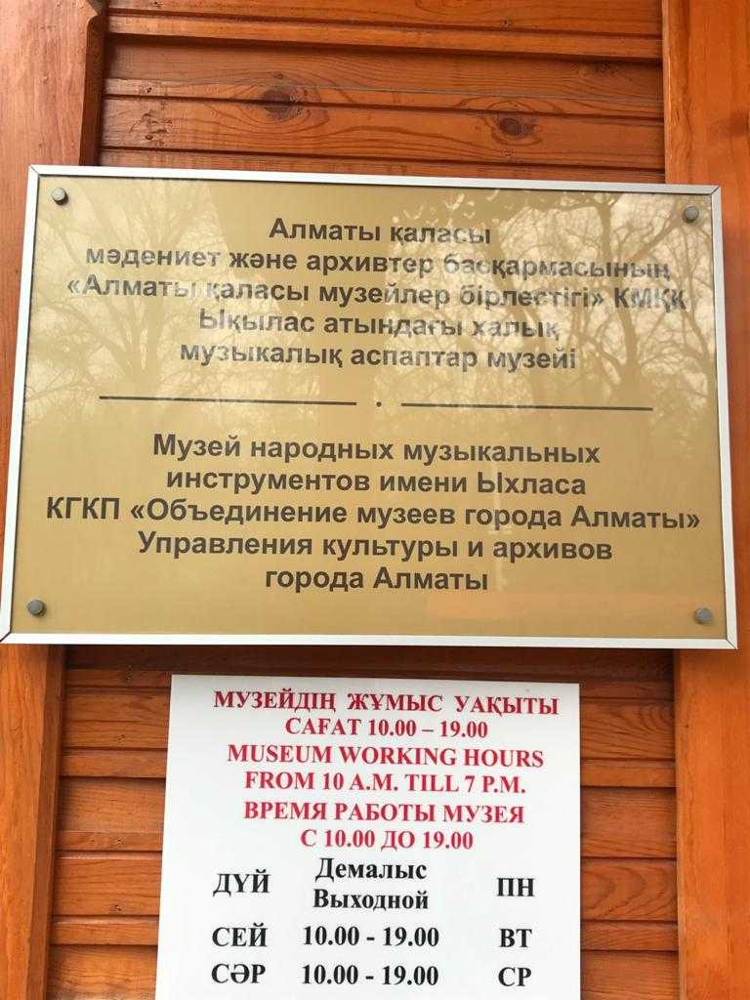 Алматы қаласы
мәдениет және архивтер басқармасының
«Алматы қаласы музейлер бірлестігі» КМҚК
Ықылас атындағы халық
музыкалық аспаптар музейі
Музей народных музыкальных
инструментов имени Ыхласа
КГКП «Объединение музеев города Алматы»
Управления культуры и архивов
города Алматы
МУЗЕЙДІҢ ЖҰМЫС УАҚЫТЫ
САҒАТ 10.00 – 19.00
MUSEUM WORKING HOURS
FROM 10 A.M. TILL 7 P.M.
ВРЕМЯ РАБОТЫ МУЗЕЯ
С 10.00 ДО 19.00
ДҮЙ Демалыс Выходной ПН
СЕЙ 10.00 - 19.00 ВТ
СӘР 10.00 - 19.00 СР